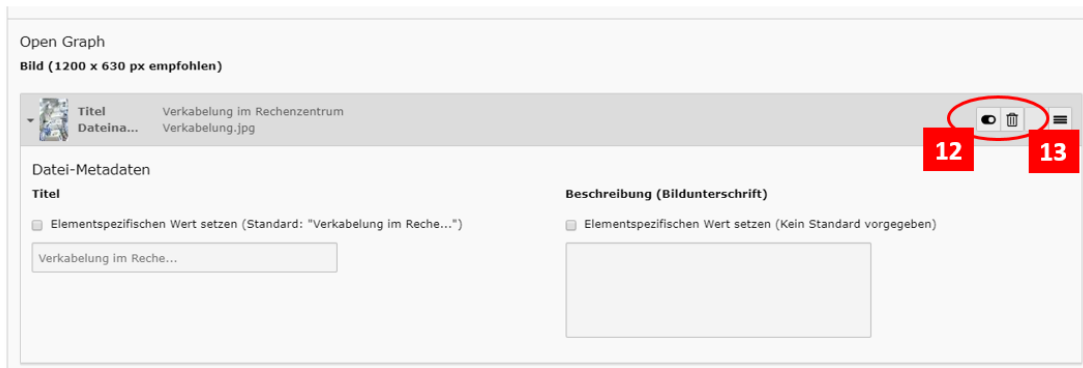 Open Graph
Bild (1200 x 630 px empfohlen)
Titel Verkabelung im Rechenzentrum
Dateina... Verkabelung.jpg
12
13
Datei-Metadaten
Titel
Beschreibung (Bildunterschrift)
Elementspezifischen Wert setzen (Standard: "Verkabelung im Reche...")
Elementspezifischen Wert setzen (Kein Standard vorgegeben)
Verkabelung im Reche...